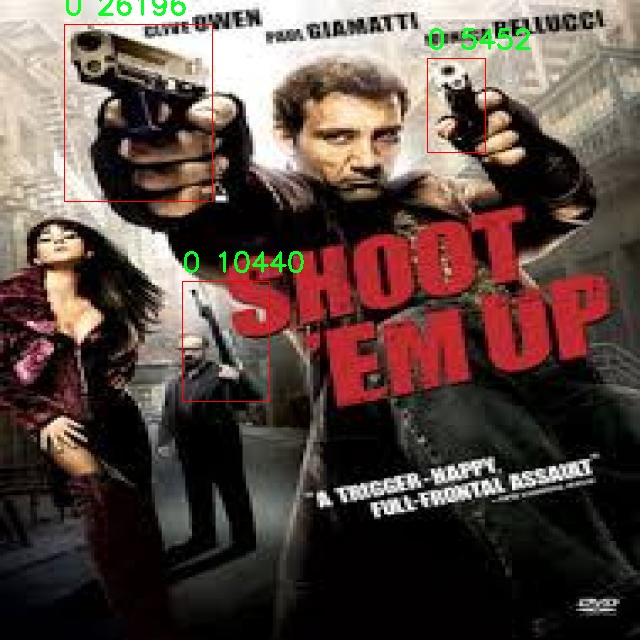 0 26196
CLIVE OWEN PAUL GIAMATTI BELLUCCI
0 5452
0 10440
SHOOT
'EM UP
"A TRIGGER-HAPPY,
FULL-FRONTAL ASSAULT"
DVD